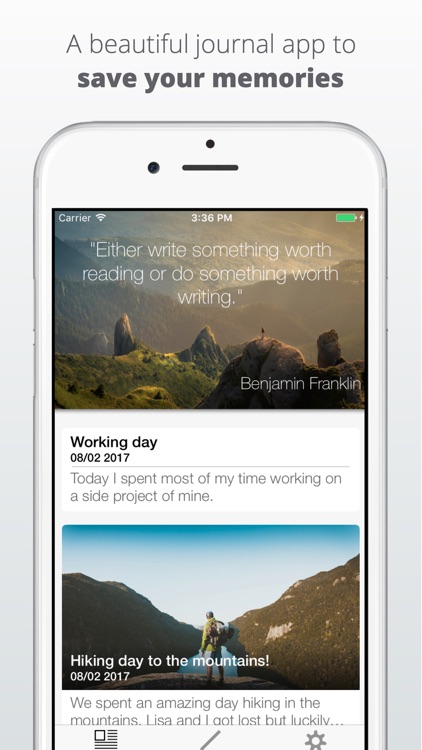 A beautiful journal app to
save your memories
Carrier 3:36 PM
"Either write something worth
reading or do something worth
writing."
Benjamin Franklin
Working day
08/02 2017
Today I spent most of my time working on
a side project of mine.
Hiking day to the mountains!
08/02 2017
We spent an amazing day hiking in the
mountains. Lisa and I got lost but luckily...